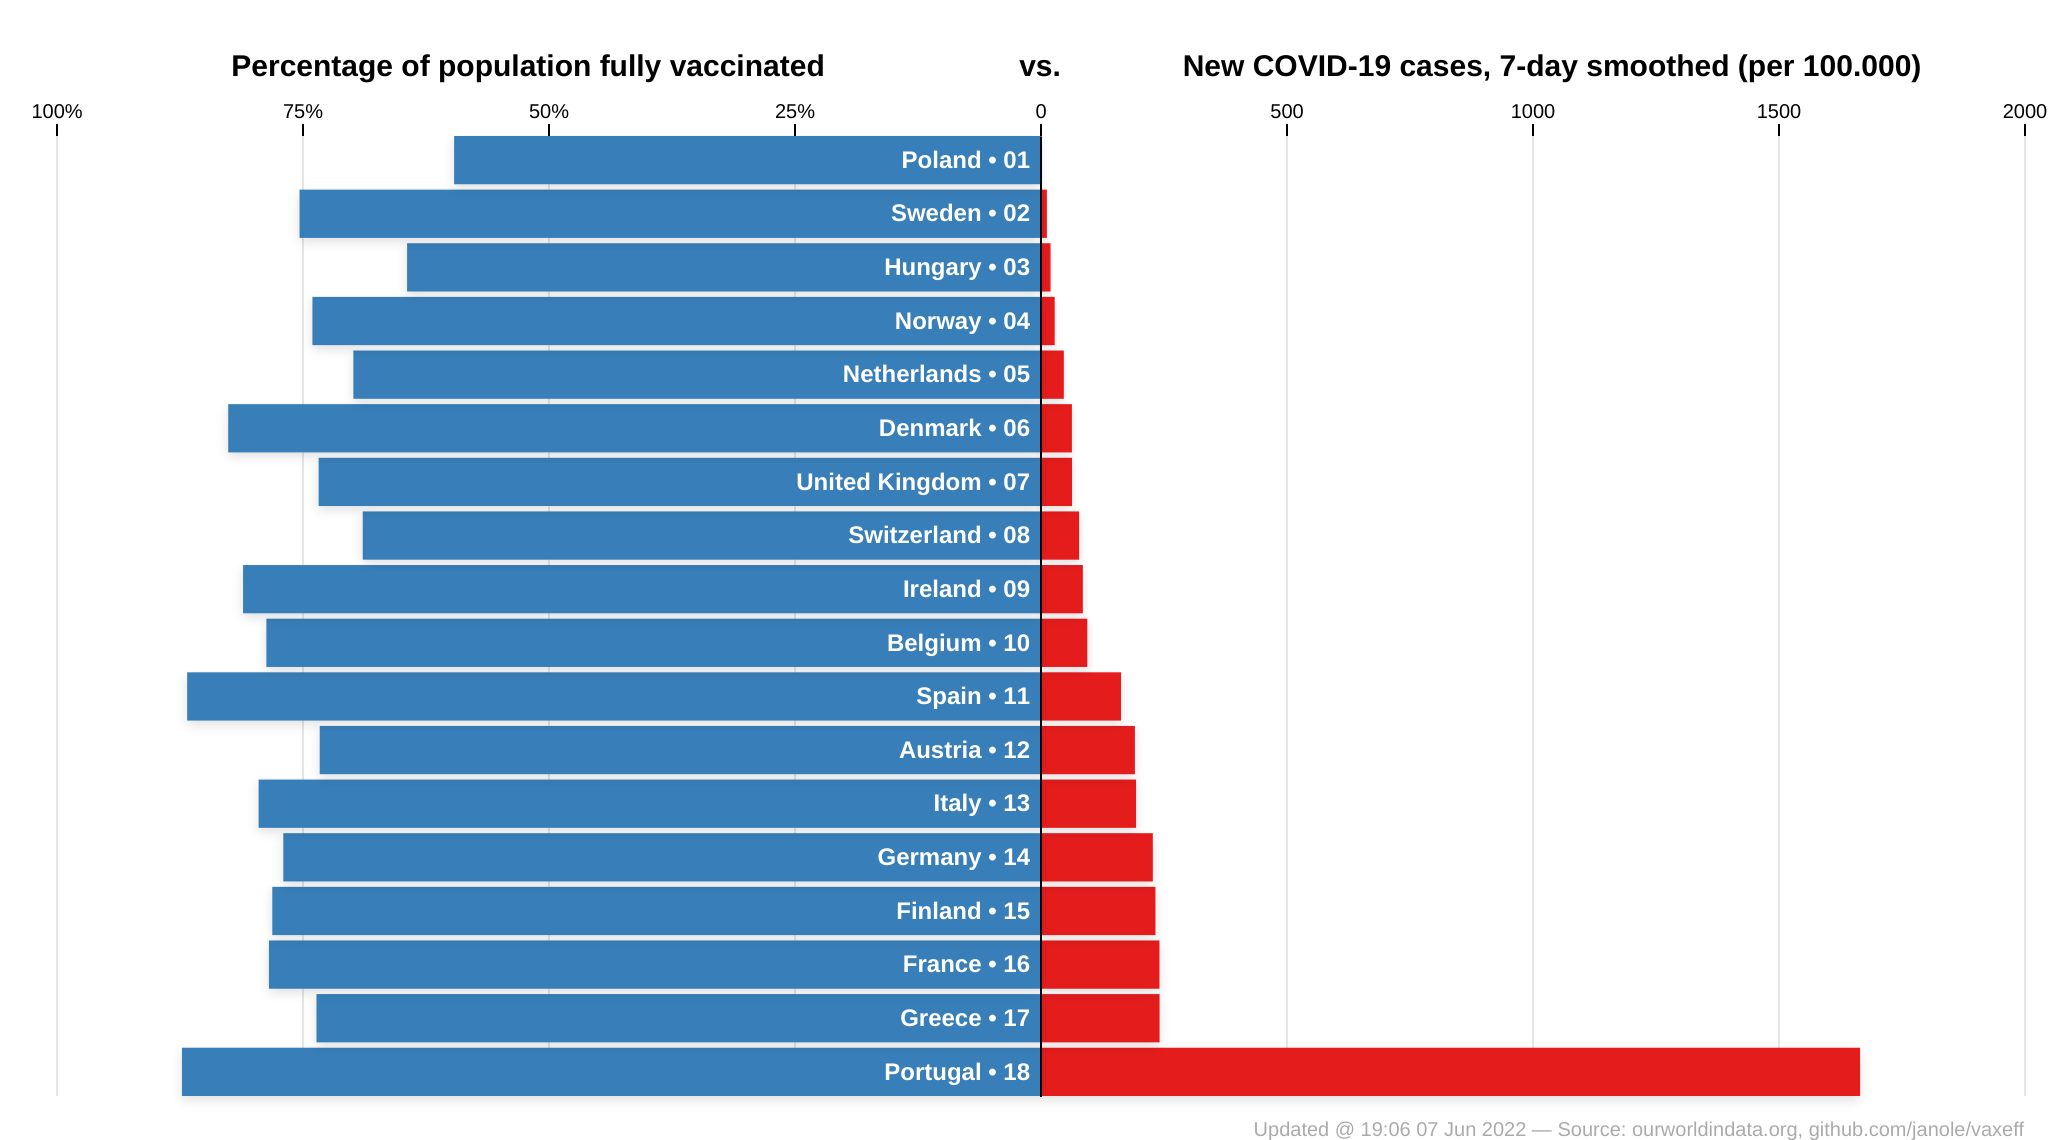 Percentage of population fully vaccinated vs. New COVID-19 cases, 7-day smoothed (per 100.000)
100% 75% 50% 25% 0 500 1000 1500 2000
Poland • 01
Sweden • 02
Hungary • 03
Norway • 04
Netherlands • 05
Denmark • 06
United Kingdom • 07
Switzerland • 08
Ireland • 09
Belgium • 10
Spain • 11
Austria • 12
Italy • 13
Germany • 14
Finland • 15
France • 16
Greece • 17
Portugal • 18
Updated @ 19:06 07 Jun 2022 — Source: ourworldindata.org, github.com/janole/vaxeff